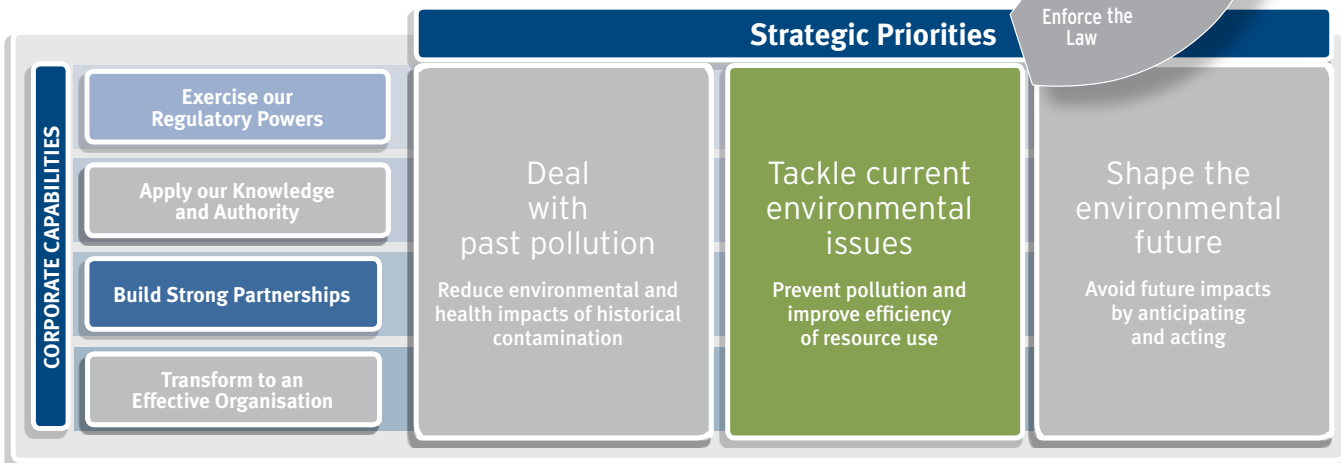 Enforce the
Law
Strategic Priorities
CORPORATE CAPABILITIES
Exercise our
Regulatory Powers
Apply our Knowledge
and Authority
Build Strong Partnerships
Transform to an
Effective Organisation
Deal
with
past pollution
Reduce environmental and
health impacts of historical
contamination
Tackle current
environmental
issues
Prevent pollution and
improve efficiency
of resource use
Shape the
environmental
future
Avoid future impacts
by anticipating
and acting